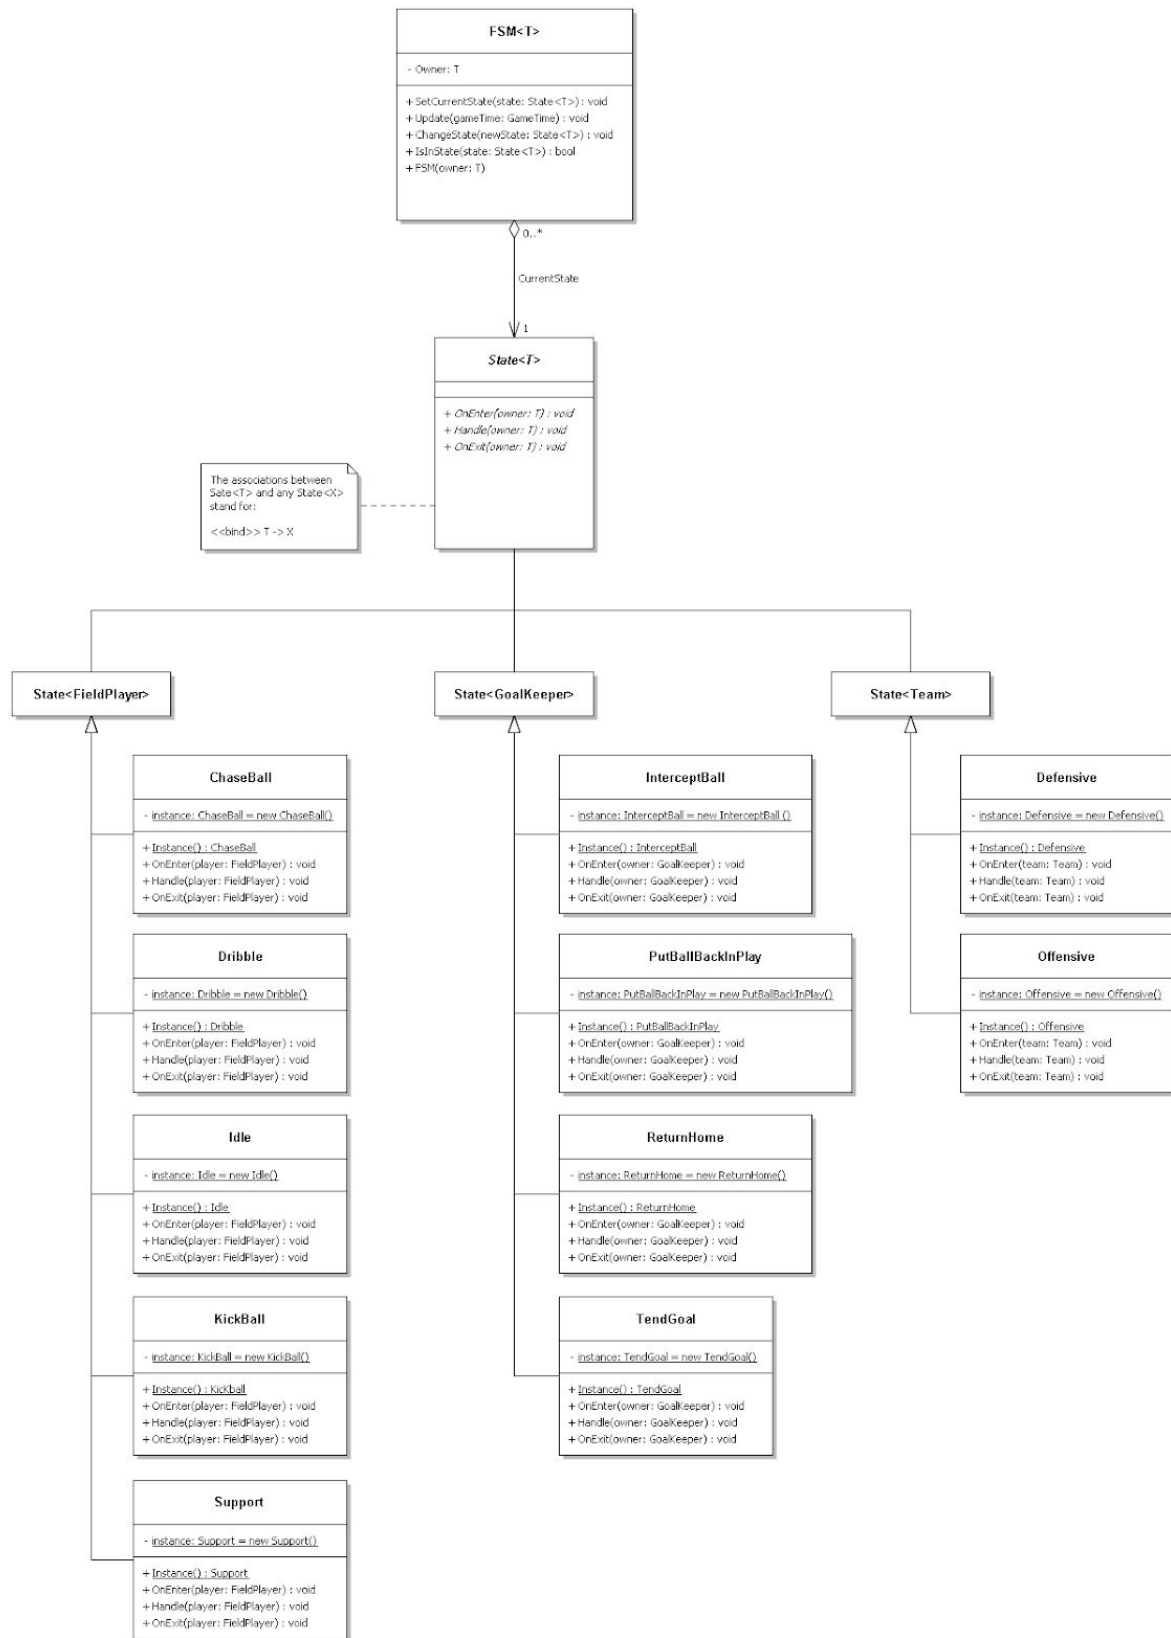 FSM<T>
- Owner: T
+ SetCurrentState(state: State<T>) : void
+ Update(gameTime: GameTime) : void
+ ChangeState(newState: State<T>) : void
+ IsInState(state: State<T>) : bool
+ FSM(owner: T)
0..*
CurrentState
1
State<T>
+ OnEnter(owner: T) : void
+ Handle(owner: T) : void
+ OnExit(owner: T) : void
The associations between
Sate<T> and any State<X>
stand for:
<<bind>> T -> X
State<FieldPlayer>
State<GoalKeeper>
State<Team>
ChaseBall
- instance: ChaseBall = new ChaseBall()
+ Instance() : ChaseBall
+ OnEnter(player: FieldPlayer) : void
+ Handle(player: FieldPlayer) : void
+ OnExit(player: FieldPlayer) : void
InterceptBall
- instance: InterceptBall = new InterceptBall ()
+ Instance() : InterceptBall
+ OnEnter(owner: GoalKeeper) : void
+ Handle(owner: GoalKeeper) : void
+ OnExit(owner: GoalKeeper) : void
Defensive
- instance: Defensive = new Defensive()
+ Instance() : Defensive
+ OnEnter(team: Team) : void
+ Handle(team: Team) : void
+ OnExit(team: Team) : void
Dribble
- instance: Dribble = new Dribble()
+ Instance() : Dribble
+ OnEnter(player: FieldPlayer) : void
+ Handle(player: FieldPlayer) : void
+ OnExit(player: FieldPlayer) : void
PutBallBackInPlay
- instance: PutBallBackInPlay = new PutBallBackInPlay()
+ Instance() : PutBallBackInPlay
+ OnEnter(owner: GoalKeeper) : void
+ Handle(owner: GoalKeeper) : void
+ OnExit(owner: GoalKeeper) : void
Offensive
- instance: Offensive = new Offensive()
+ Instance() : Offensive
+ OnEnter(team: Team) : void
+ Handle(team: Team) : void
+ OnExit(team: Team) : void
Idle
- instance: Idle = new Idle()
+ Instance() : Idle
+ OnEnter(player: FieldPlayer) : void
+ Handle(player: FieldPlayer) : void
+ OnExit(player: FieldPlayer) : void
ReturnHome
- instance: ReturnHome = new ReturnHome()
+ Instance() : ReturnHome
+ OnEnter(owner: GoalKeeper) : void
+ Handle(owner: GoalKeeper) : void
+ OnExit(owner: GoalKeeper) : void
KickBall
- instance: KickBall = new KickBall()
+ Instance() : KicKball
+ OnEnter(player: FieldPlayer) : void
+ Handle(player: FieldPlayer) : void
+ OnExit(player: FieldPlayer) : void
TendGoal
- instance: TendGoal = new TendGoal()
+ Instance() : TendGoal
+ OnEnter(owner: GoalKeeper) : void
+ Handle(owner: GoalKeeper) : void
+ OnExit(owner: GoalKeeper) : void
Support
- instance: Support = new Support()
+ Instance() : Support
+ OnEnter(player: FieldPlayer) : void
+ Handle(player: FieldPlayer) : void
+ OnExit(player: FieldPlayer) : void